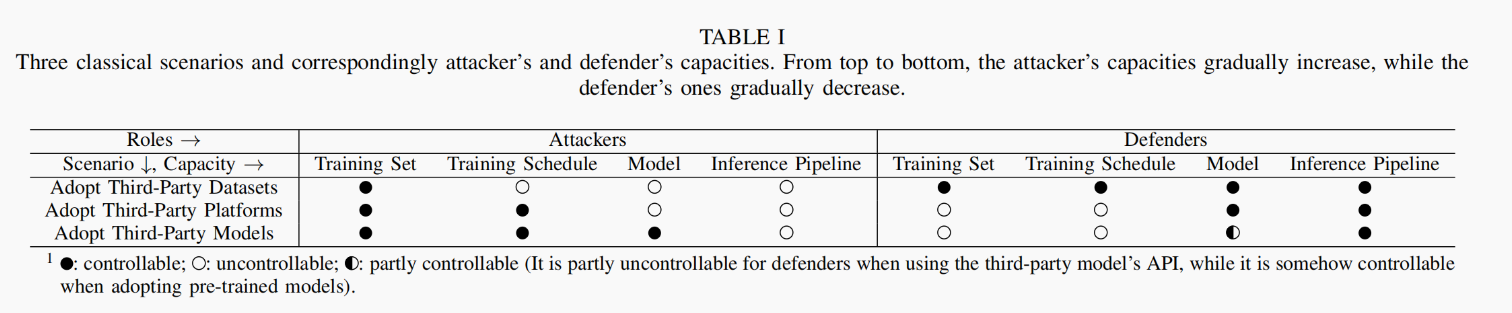 TABLE I
Three classical scenarios and correspondingly attacker's and defender's capacities. From top to bottom, the attacker's capacities gradually increase, while the
defender's ones gradually decrease.
Roles → Attackers Defenders
Scenario ↓, Capacity → Training Set Training Schedule Model Inference Pipeline Training Set Training Schedule Model Inference Pipeline
Adopt Third-Party Datasets ● ○ ○ ○ ● ● ● ●
Adopt Third-Party Platforms ● ● ○ ○ ○ ○ ● ●
Adopt Third-Party Models ● ● ● ○ ○ ○ ◐ ●
1 ●: controllable; ○: uncontrollable; ◐: partly controllable (It is partly uncontrollable for defenders when using the third-party model's API, while it is somehow controllable
when adopting pre-trained models).